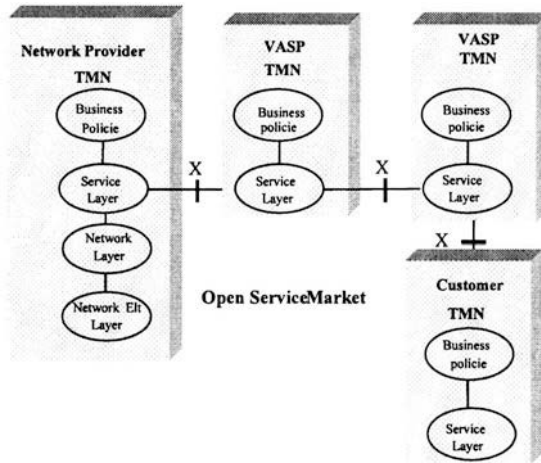 Network Provider
TMN
Business
Policie
Service
Layer
Network
Layer
Network Elt
Layer
X
VASP
TMN
Business
policie
Service
Layer
X
VASP
TMN
Business
policie
Service
Layer
X
Open ServiceMarket
Customer
TMN
Business
policie
Service
Layer